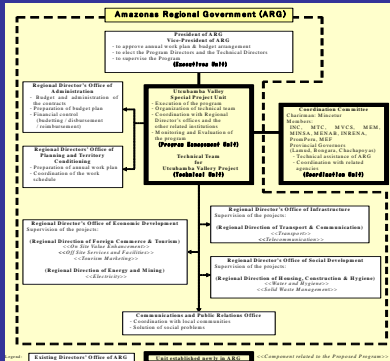 Amazonas Regional Government (ARG)
President of ARG
Vice-President of ARG
- to approve annual work plan & budget arrangement
- to elect the Program Directors and the Technical Directors
- to supervise the Program
(Executives Unit)
Regional Director's Office of
Administration
- Budget and administration of
the contracts
- Preparation of budget plan
- Financial control
(budeting / disbursement
/ reimbursement)
Regional Directors' Office of
Planning and Territory
Conditioning
- Preparation of annual work plan
- Coordination of the work
schedule
Utcubamba Valley
Special Project Unit
- Execution of the program
- Organization of technical team
- Coordination with Regional
Director's offices and the
other related institutions
Monitoring and Evaluation of
the program
(Program Management Unit)
Technical Team
for
Utcubamba Valley Project
(Technical Unit)
Coordination Committee
Chairman: Mincetur
Members:
INC, MTC, MVCS, MEM,
MINSA, MENAB, INRENA,
PromPerú, MEF
Provincial Governors
(Lamud, Bongara, Chachapoyas)
- Technical assistance of ARG
- Coordination with related
agencies
(Coordination Unit)
Regional Director's Office of Economic Development
Supervision of the projects:
(Regional Direction of Foreign Commerce & Tourism)
<<On Site Value Enhancement>>
<<Off Site Services and Facilities>>
<<Tourism Marketing>>
(Regional Direction of Energy and Mining)
<<Electricity>>
Regional Director's Office of Infrastructure
Supervision of the projects:
(Regional Direction of Transport & Communication)
<<Transport>>
<<Telecommunication>>
Regional Director's Office of Social Development
Supervision of the projects:
(Regional Direction of Housing, Construction & Hygiene)
<<Water and Hygiene>>
<<Solid Waste Management>>
Communications and Public Relations Office
- Coordination with local communities
- Solution of social problems
Legend:
Existing Directors' Office of ARG
Unit established newly in ARG
<<Component related to the Proposed Program>>